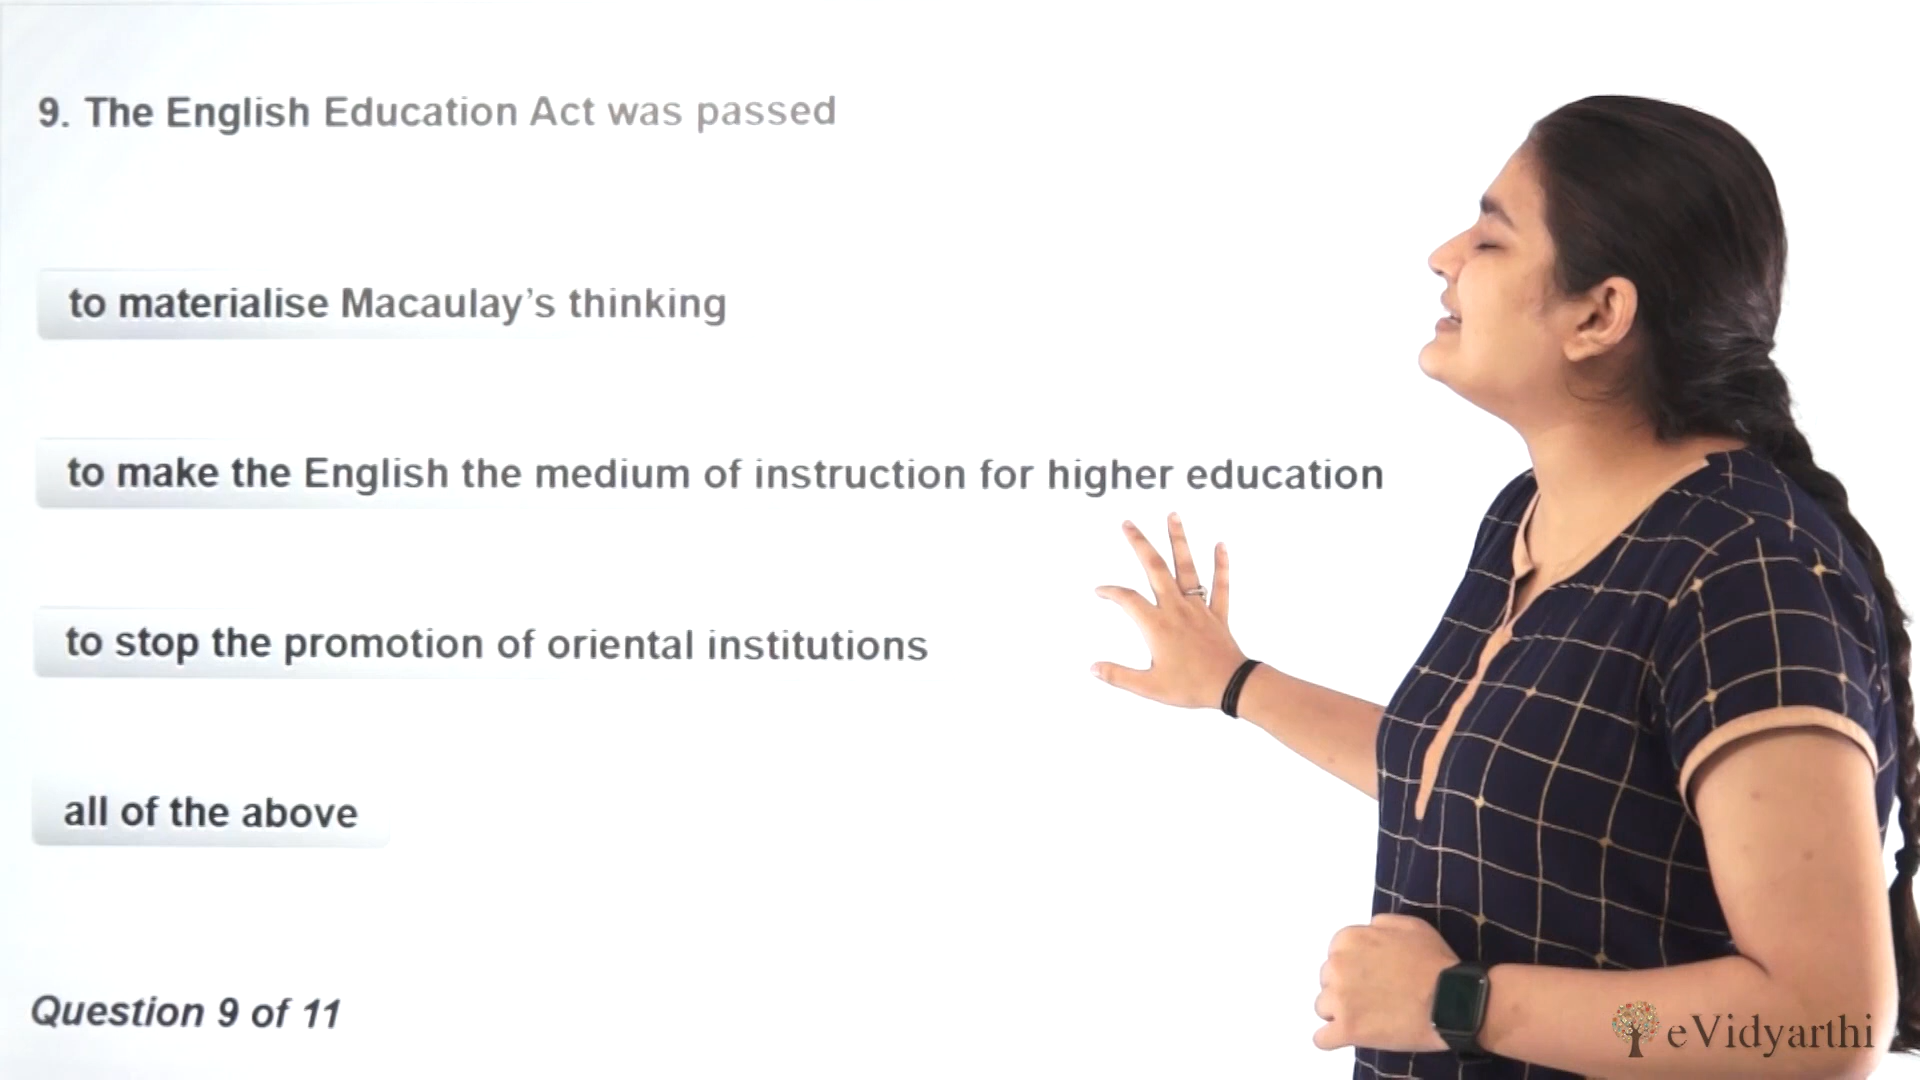 9. The English Education Act was passed
to materialise Macaulay’s thinking
to make the English the medium of instruction for higher education
to stop the promotion of oriental institutions
all of the above
Question 9 of 11
eVidyarthi